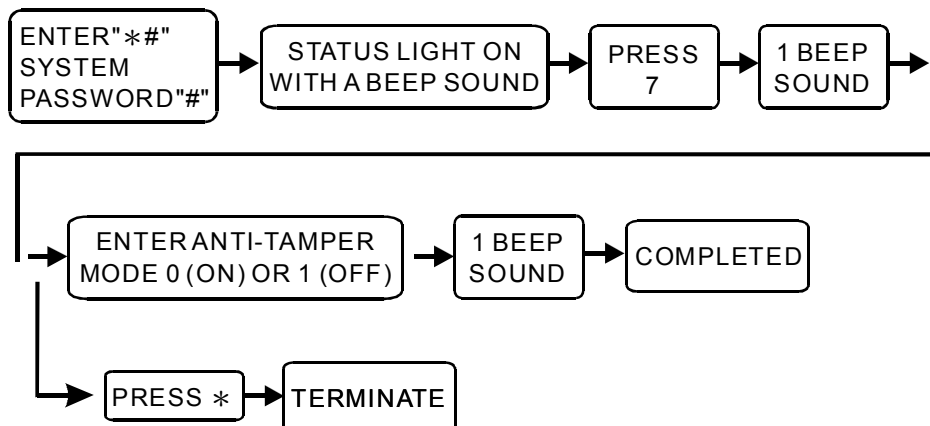 ENTER"*#"
SYSTEM
PASSWORD"#"
STATUS LIGHT ON
WITH A BEEP SOUND
PRESS
7
1 BEEP
SOUND
ENTER ANTI-TAMPER
MODE 0 (ON) OR 1 (OFF)
1 BEEP
SOUND
COMPLETED
PRESS *
TERMINATE